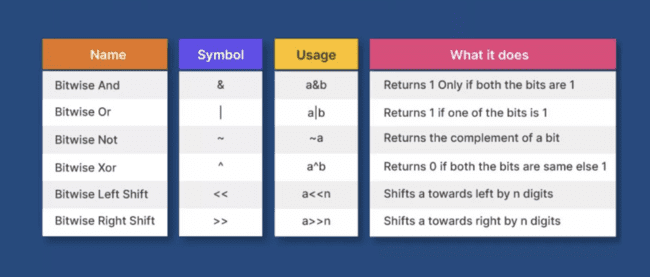 Name Symbol Usage What it does
Bitwise And & a&b Returns 1 Only if both the bits are 1
Bitwise Or | a|b Returns 1 if one of the bits is 1
Bitwise Not ~ ~a Returns the complement of a bit
Bitwise Xor ^ a^b Returns 0 if both the bits are same else 1
Bitwise Left Shift << a<<n Shifts a towards left by n digits
Bitwise Right Shift >> a>>n Shifts a towards right by n digits